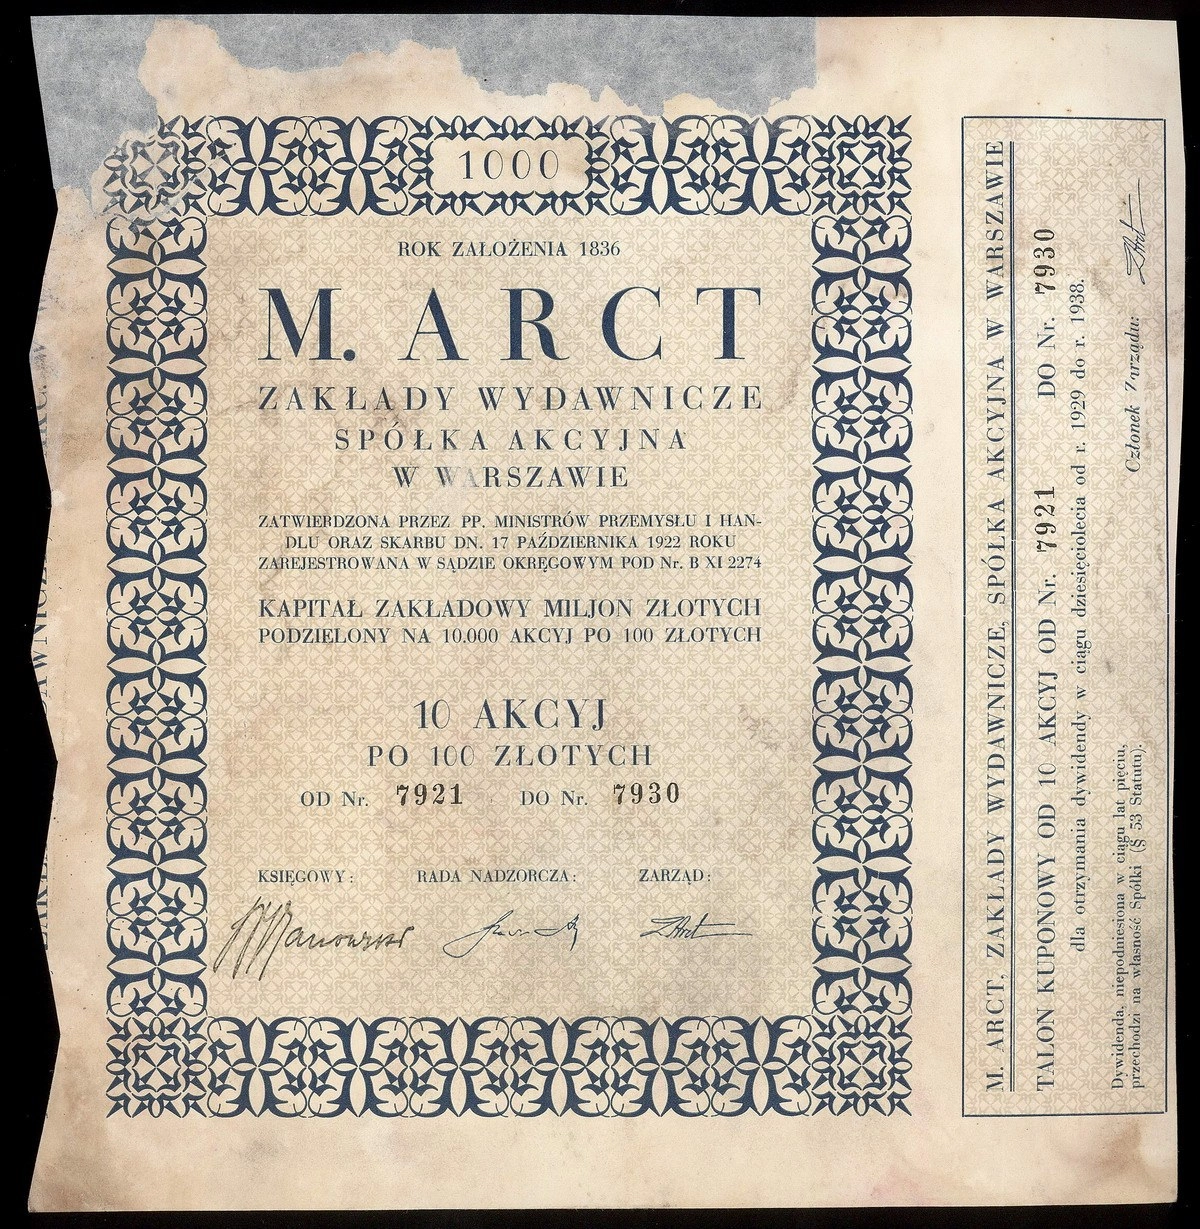 1000
ROK ZAŁOŻENIA 1836
M. ARCT
ZAKŁADY WYDAWNICZE
SPÓŁKA AKCYJNA
W WARSZAWIE
ZATWIERDZONA PRZEZ PP. MINISTRÓW PRZEMYSŁU I HAN-
DLU ORAZ SKARBU DN. 17 PAŹDZIERNIKA 1922 ROKU
ZAREJESTROWANA W SĄDZIE OKRĘGOWYM POD Nr. B XI 2274
KAPITAŁ ZAKŁADOWY MILJON ZŁOTYCH
PODZIELONY NA 10.000 AKCYJ PO 100 ZŁOTYCH
10 AKCYJ
PO 100 ZŁOTYCH
OD Nr. 7921 DO Nr. 7930
KSIĘGOWY: RADA NADZORCZA: ZARZĄD:
ZArct
M. ARCT, ZAKŁADY WYDAWNICZE, SPÓŁKA AKCYJNA W WARSZAWIE
TALON KUPONOWY OD 10 AKCYJ OD Nr. 7921 DO Nr. 7930
dla otrzymania dywidendy w ciągu dziesięciolecia od r. 1929 do r. 1938.
Dywidenda, niepodniesiona w ciągu lat pięciu,
przechodzi na własność Spółki (§ 53 Statutu).
Członek Zarządu: ZArct